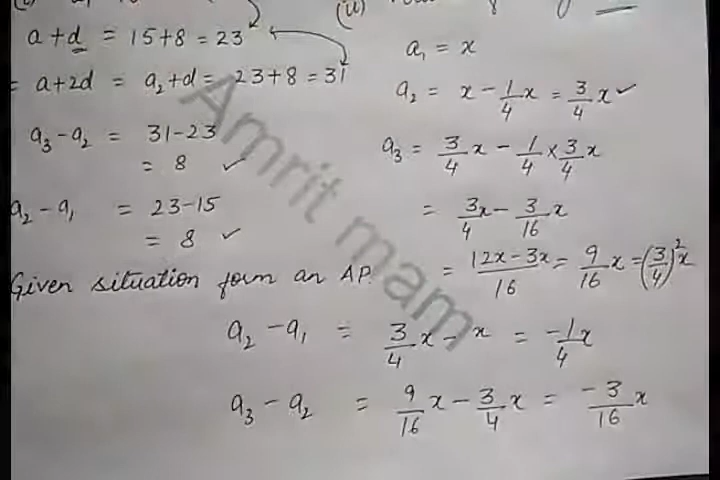 a+d = 15+8 = 23
= a+2d = a₂+d = 23+8 = 31
a₃-a₂ = 31-23
= 8 ✓
a₂-a₁ = 23-15
= 8 ✓
Given situation form an AP.
(ii)
a₁ = x
a₂ = x - 1/4 x = 3/4 x ✓
a₃ = 3/4 x - 1/4 × 3/4 x
= 3x/4 - 3/16 x
= 12x-3x/16 = 9/16 x = (3/4)² x
a₂-a₁ = 3/4 x - x = -1/4 x
a₃-a₂ = 9/16 x - 3/4 x = -3/16 x
Amrit mam